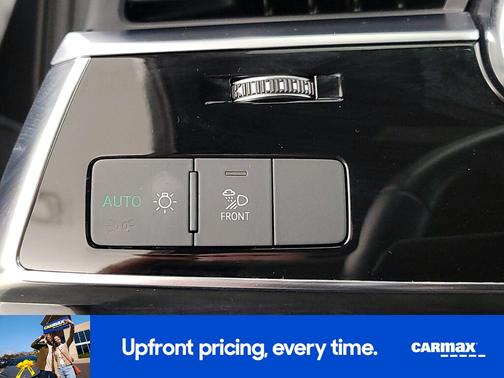 AUTO
FRONT
Upfront pricing, every time.
CARMAX